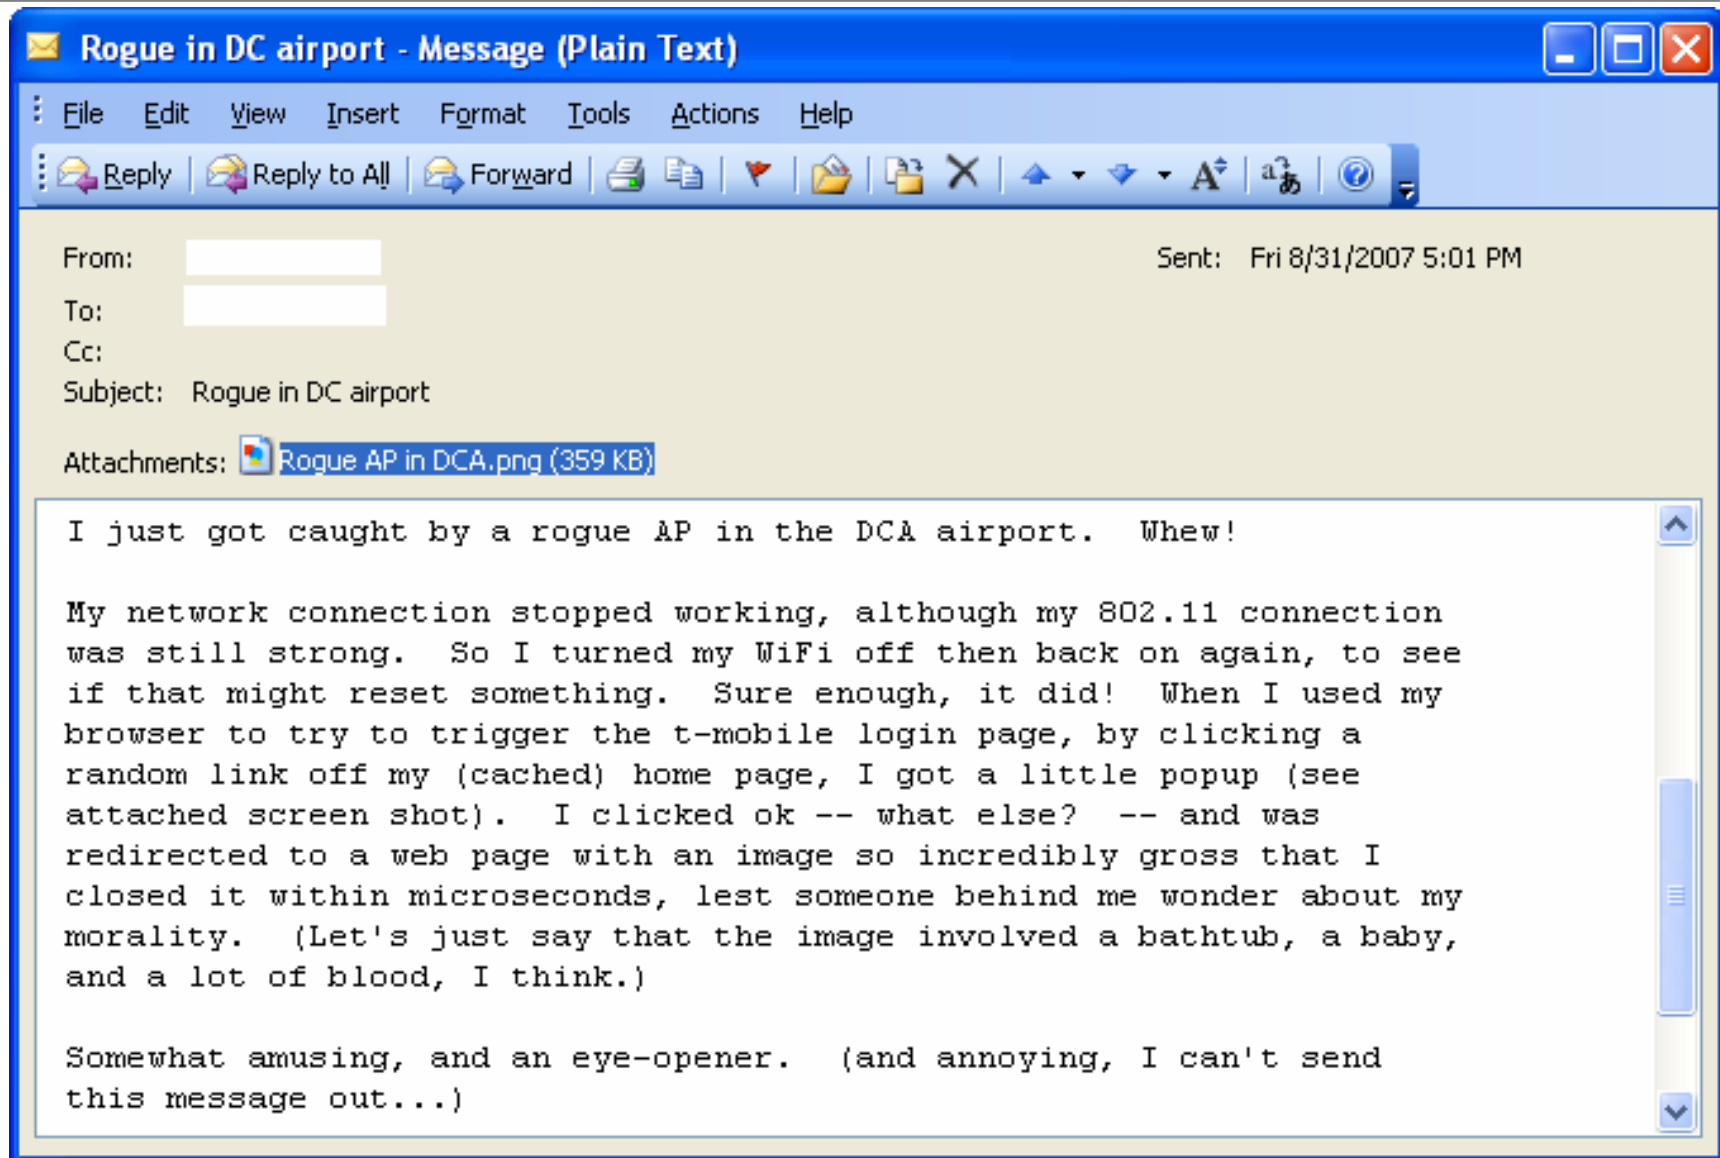 Rogue in DC airport - Message (Plain Text)
File Edit View Insert Format Tools Actions Help
Reply Reply to All Forward
From: Sent: Fri 8/31/2007 5:01 PM
To:
Cc:
Subject: Rogue in DC airport
Attachments: Rogue AP in DCA.png (359 KB)
I just got caught by a rogue AP in the DCA airport.  Whew!
My network connection stopped working, although my 802.11 connection
was still strong.  So I turned my WiFi off then back on again, to see
if that might reset something.  Sure enough, it did!  When I used my
browser to try to trigger the t-mobile login page, by clicking a
random link off my (cached) home page, I got a little popup (see
attached screen shot).  I clicked ok -- what else?  -- and was
redirected to a web page with an image so incredibly gross that I
closed it within microseconds, lest someone behind me wonder about my
morality.  (Let's just say that the image involved a bathtub, a baby,
and a lot of blood, I think.)
Somewhat amusing, and an eye-opener.  (and annoying, I can't send
this message out...)